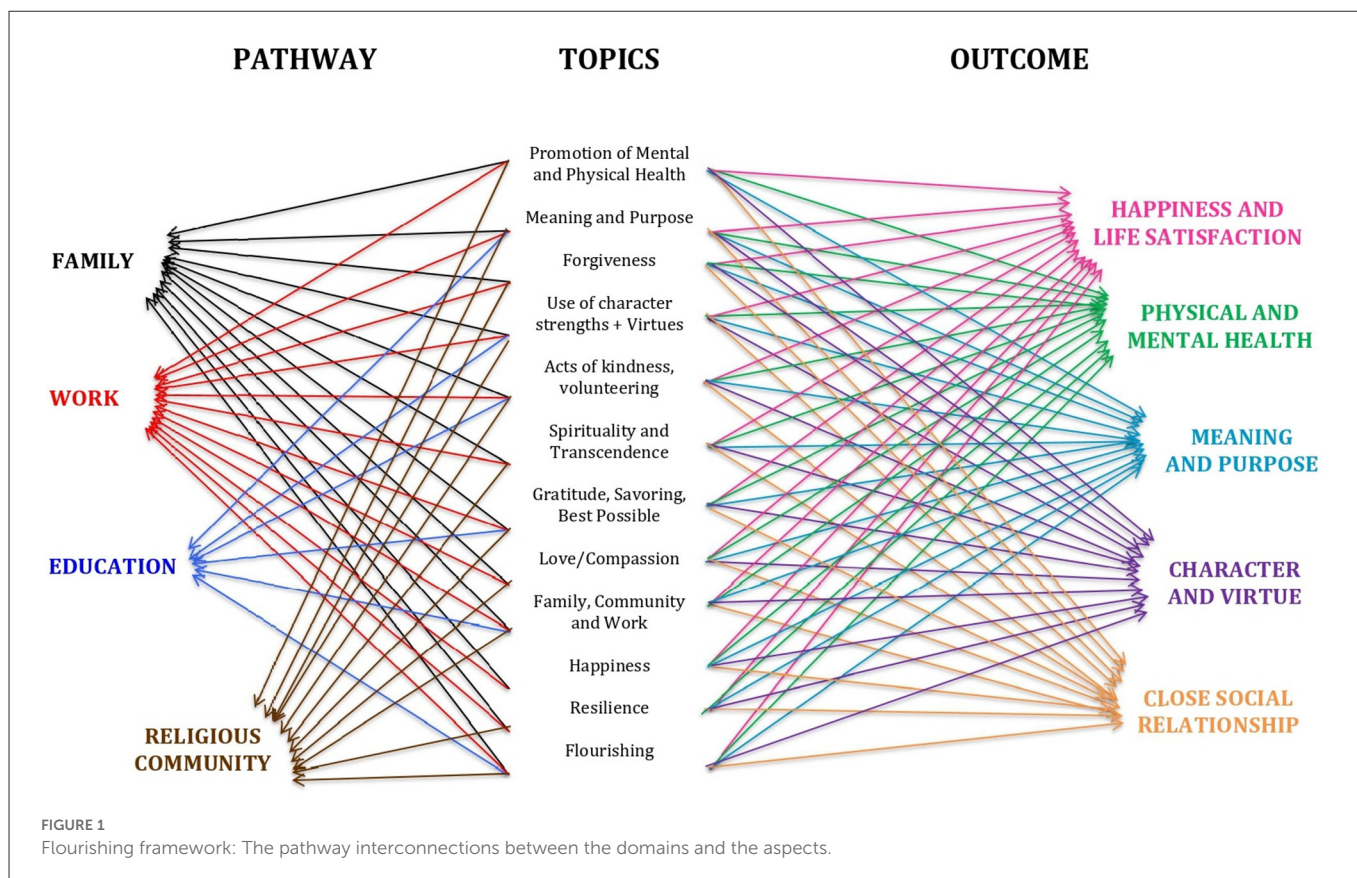 PATHWAY
TOPICS
OUTCOME
FAMILY
WORK
EDUCATION
RELIGIOUS
COMMUNITY
Promotion of Mental
and Physical Health
Meaning and Purpose
Forgiveness
Use of character
strengths + Virtues
Acts of kindness,
volunteering
Spirituality and
Transcendence
Gratitude, Savoring,
Best Possible
Love/Compassion
Family, Community
and Work
Happiness
Resilience
Flourishing
HAPPINESS AND
LIFE SATISFACTION
PHYSICAL AND
MENTAL HEALTH
MEANING
AND PURPOSE
CHARACTER
AND VIRTUE
CLOSE SOCIAL
RELATIONSHIP
FIGURE 1
Flourishing framework: The pathway interconnections between the domains and the aspects.